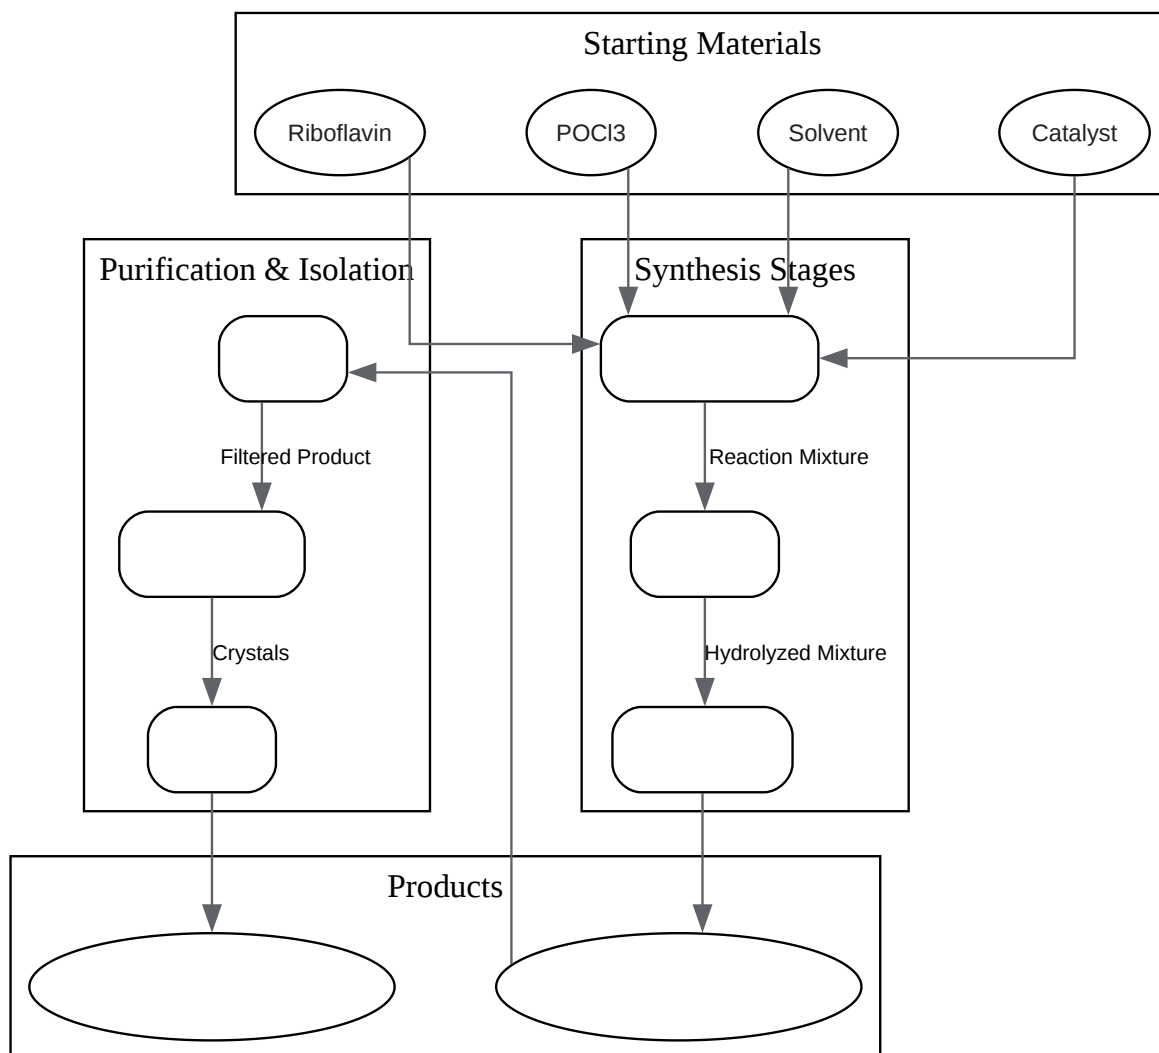 Starting Materials
Riboflavin
POCl3
Solvent
Catalyst
Purification & Isolation
Synthesis Stages
Filtered Product
Reaction Mixture
Crystals
Hydrolyzed Mixture
Products